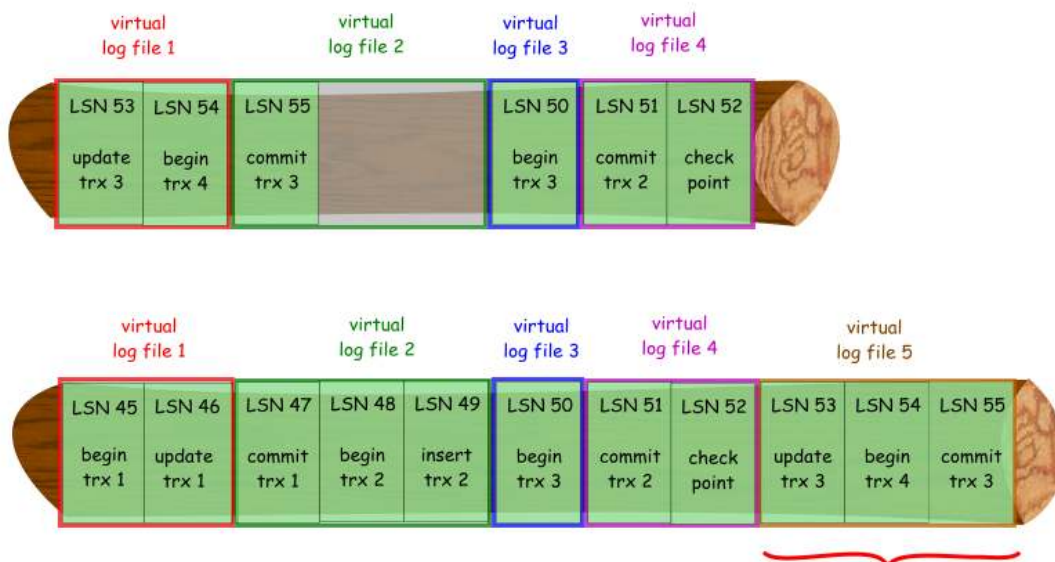 virtual
log file 1
virtual
log file 2
virtual
log file 3
virtual
log file 4
LSN 53
update
trx 3
LSN 54
begin
trx 4
LSN 55
commit
trx 3
LSN 50
begin
trx 3
LSN 51
commit
trx 2
LSN 52
check
point
virtual
log file 1
virtual
log file 2
virtual
log file 3
virtual
log file 4
virtual
log file 5
LSN 45
begin
trx 1
LSN 46
update
trx 1
LSN 47
commit
trx 1
LSN 48
begin
trx 2
LSN 49
insert
trx 2
LSN 50
begin
trx 3
LSN 51
commit
trx 2
LSN 52
check
point
LSN 53
update
trx 3
LSN 54
begin
trx 4
LSN 55
commit
trx 3